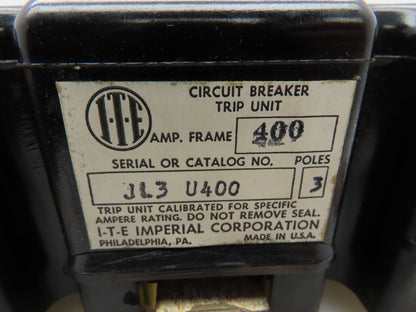 I-T-E
CIRCUIT BREAKER
TRIP UNIT
AMP. FRAME 400
SERIAL OR CATALOG NO. POLES
JL3 U400 3
TRIP UNIT CALIBRATED FOR SPECIFIC
AMPERE RATING. DO NOT REMOVE SEAL.
I-T-E IMPERIAL CORPORATION
PHILADELPHIA, PA. MADE IN U.S.A.